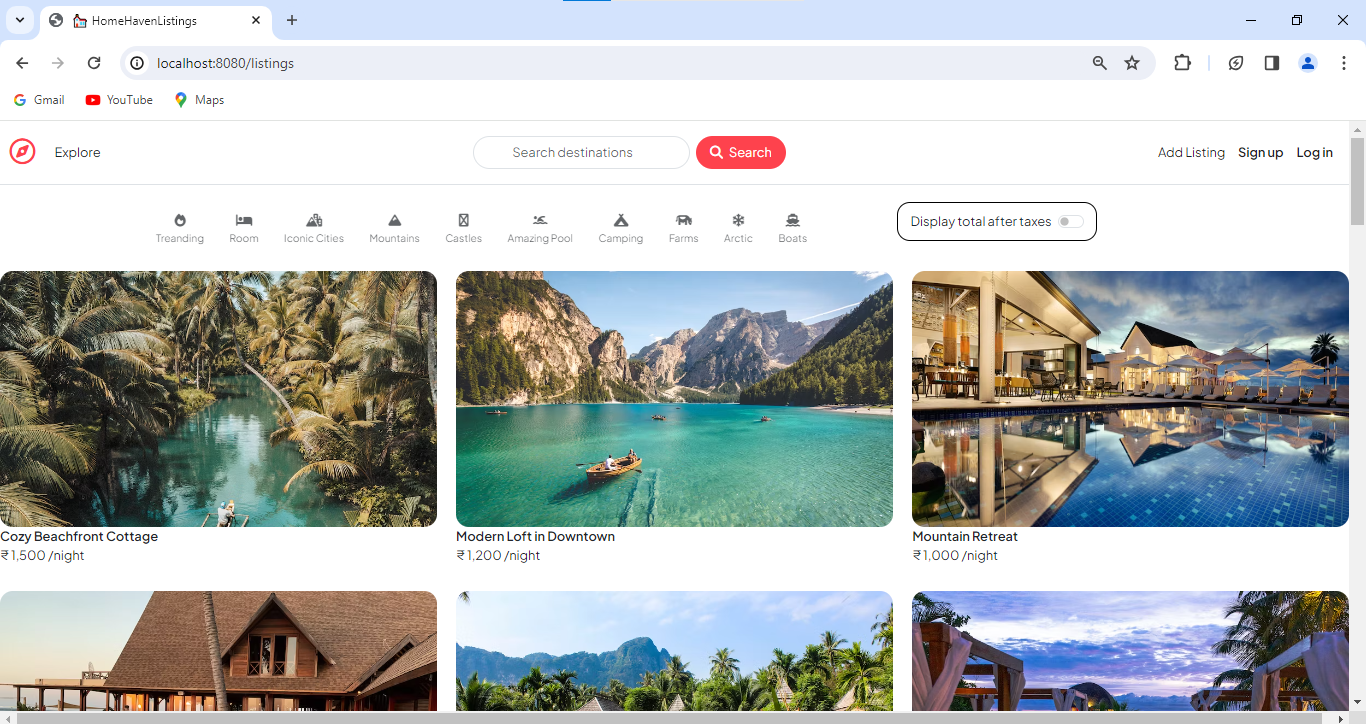 HomeHavenListings
localhost:8080/listings
Gmail YouTube Maps
Explore Search destinations Search Add Listing Sign up Log in
Treanding Room Iconic Cities Mountains Castles Amazing Pool Camping Farms Arctic Boats Display total after taxes
Cozy Beachfront Cottage Modern Loft in Downtown Mountain Retreat
₹1,500 /night ₹1,200 /night ₹1,000 /night